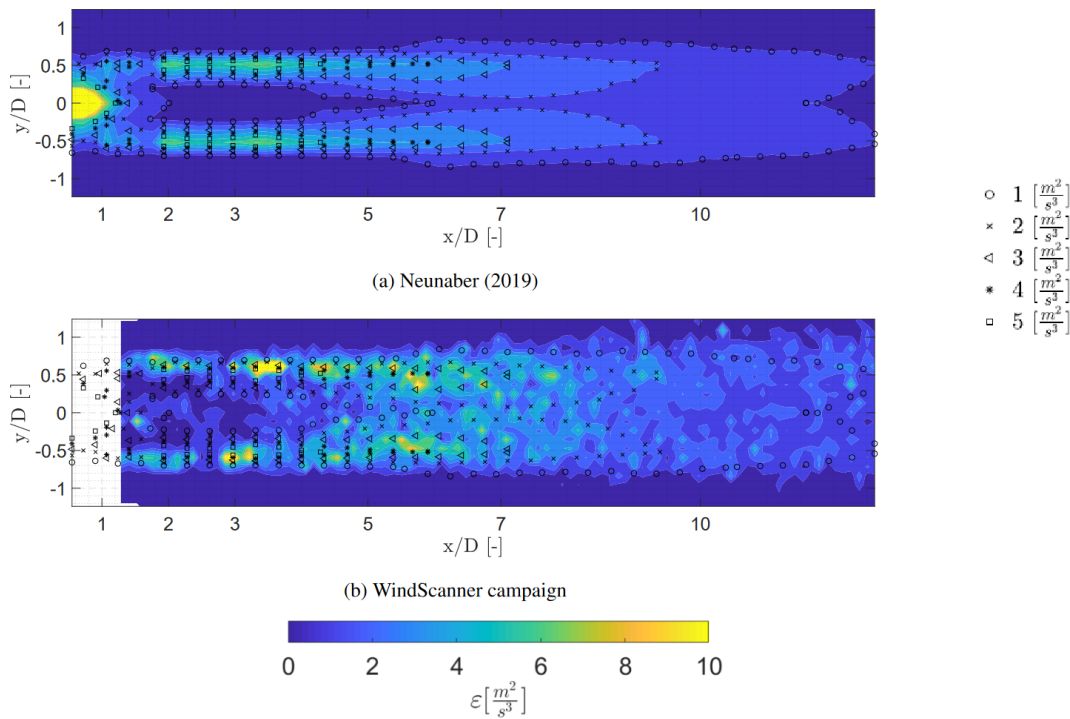 1
0.5
0
-0.5
-1
y/D [-]
1 2 3 5 7 10
x/D [-]
(a) Neunaber (2019)
1
0.5
0
-0.5
-1
y/D [-]
1 2 3 5 7 10
x/D [-]
(b) WindScanner campaign
0 2 4 6 8 10
ε[m²/s³]
1 [m²/s³]
2 [m²/s³]
3 [m²/s³]
4 [m²/s³]
5 [m²/s³]